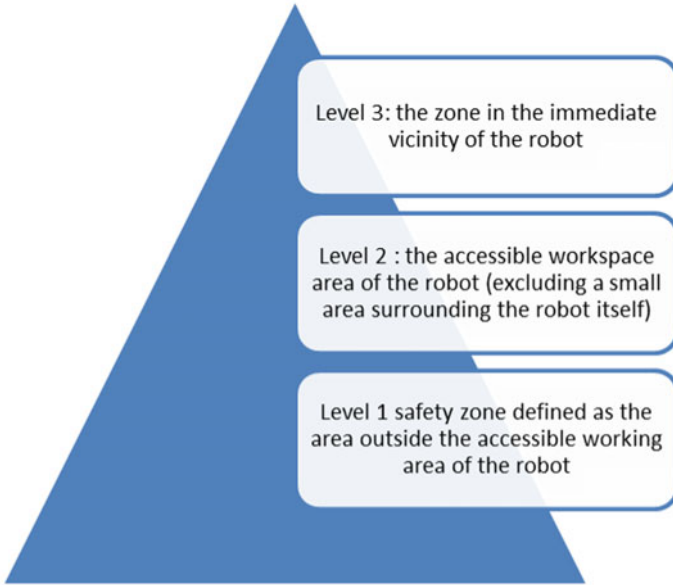 Level 3: the zone in the immediate
vicinity of the robot
Level 2 : the accessible workspace
area of the robot (excluding a small
area surrounding the robot itself)
Level 1 safety zone defined as the
area outside the accessible working
area of the robot